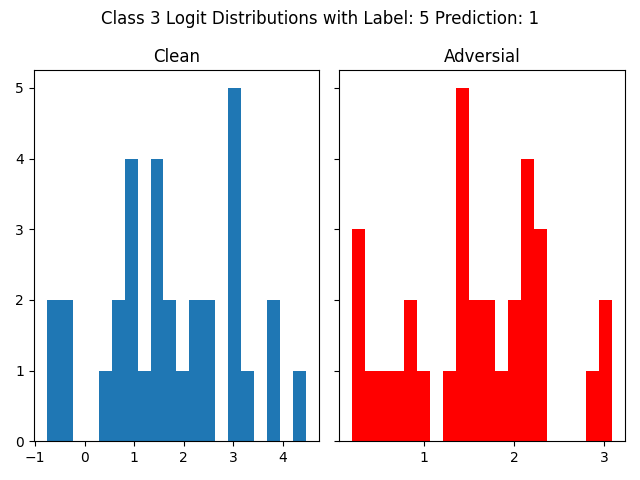 Class 3 Logit Distributions with Label: 5 Prediction: 1
Clean
Adversial
5
4
3
2
1
0
−1 0 1 2 3 4
1 2 3